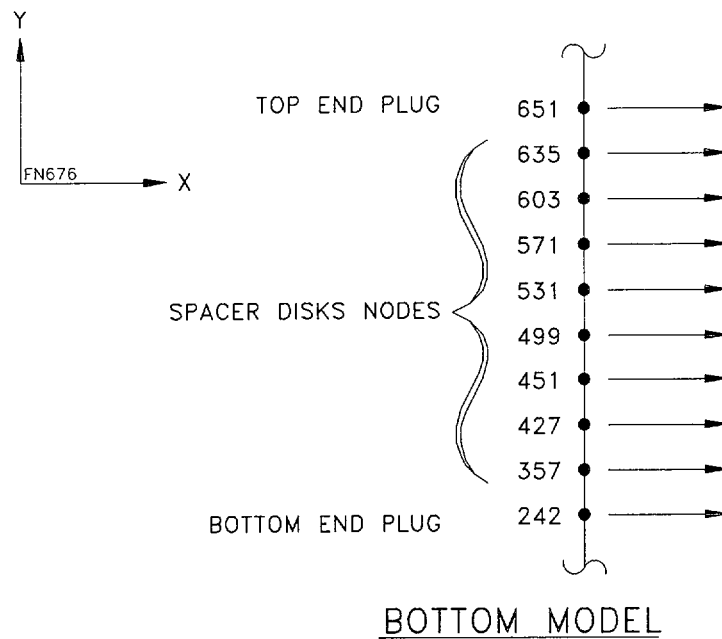 Y
TOP END PLUG 651
635
FN676 X
603
571
531
SPACER DISKS NODES
499
451
427
357
BOTTOM END PLUG 242
BOTTOM MODEL